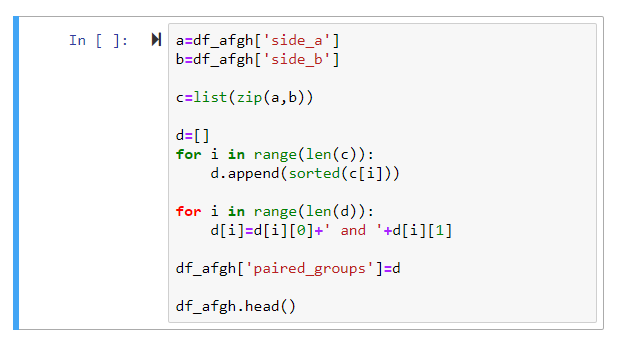 In [ ]:
a=df_afgh['side_a']
b=df_afgh['side_b']

c=list(zip(a,b))

d=[]
for i in range(len(c)):
    d.append(sorted(c[i]))

for i in range(len(d)):
    d[i]=d[i][0]+' and '+d[i][1]

df_afgh['paired_groups']=d

df_afgh.head()